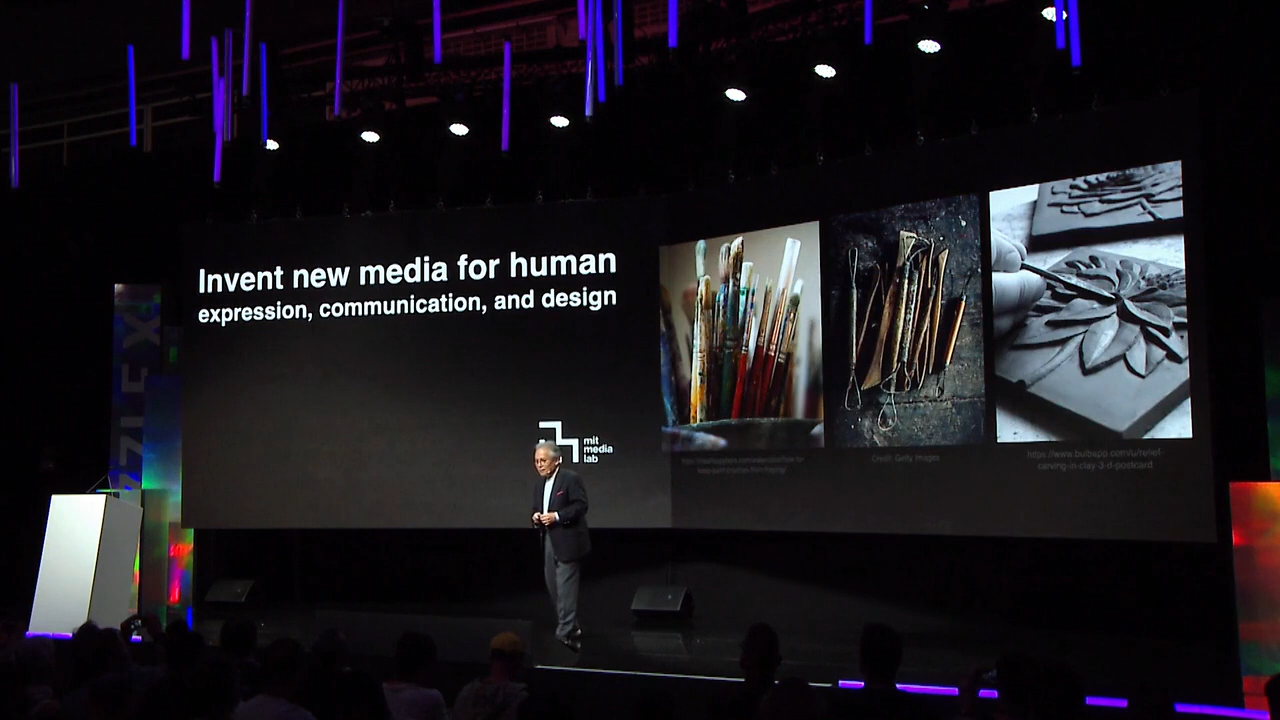 Invent new media for human
expression, communication, and design
mit
media
lab
Credit: Getty Images
https://www.bulbapp.com/u/relief-
carving-in-clay-3-d-postcard